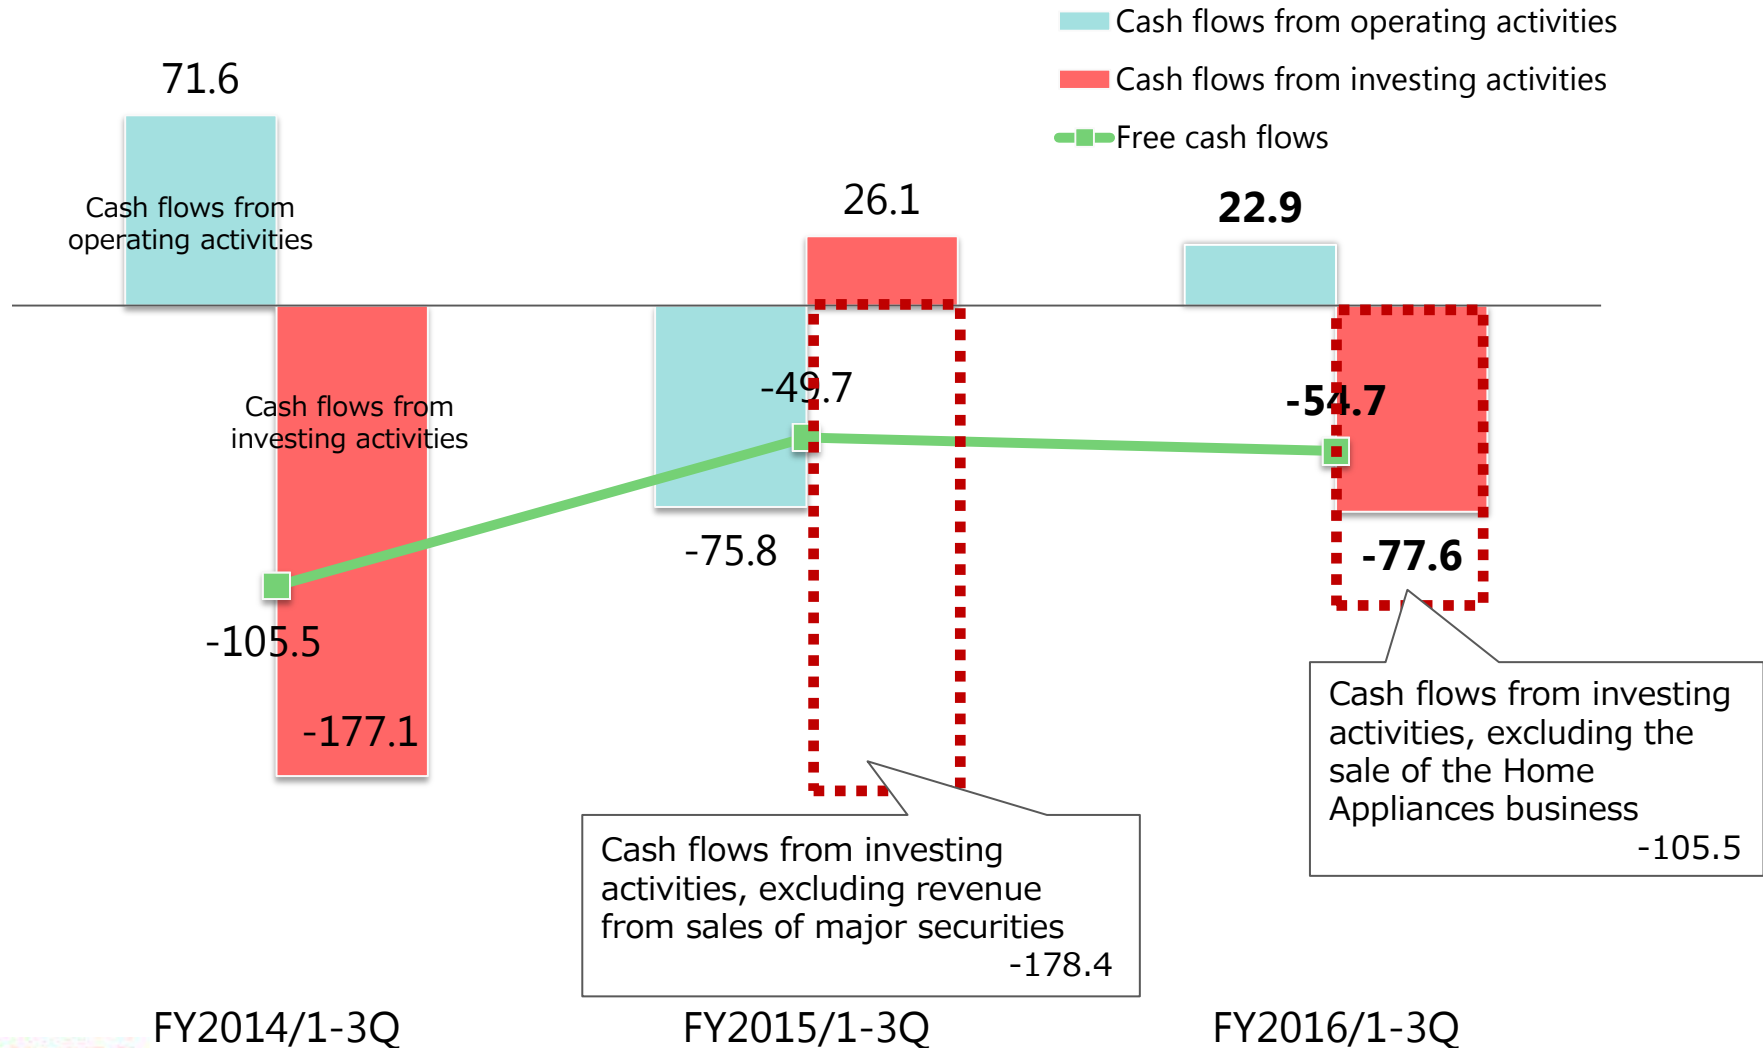 Cash flows from operating activities
Cash flows from investing activities
Free cash flows
71.6
26.1
22.9
Cash flows from
operating activities
Cash flows from
investing activities
-49.7
-54.7
-75.8
-77.6
-105.5
-177.1
Cash flows from investing
activities, excluding the
sale of the Home
Appliances business
-105.5
Cash flows from investing
activities, excluding revenue
from sales of major securities
-178.4
FY2014/1-3Q
FY2015/1-3Q
FY2016/1-3Q